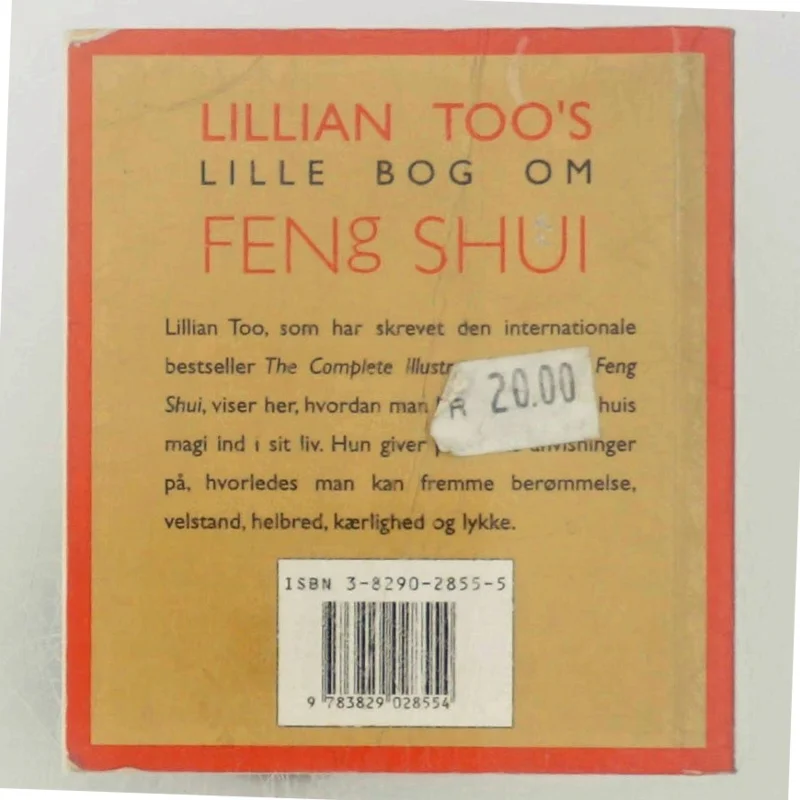 LILLIAN TOO'S
LILLE BOG OM
FENG SHUI
Lillian Too, som har skrevet den internationale
bestseller The Complete Feng
Shui, viser her, hvordan man
magi ind i sit liv. Hun giver anvisninger
på, hvorledes man kan fremme berømmelse,
velstand, helbred, kærlighed og lykke.
R 20.00
ISBN 3-8290-2855-5
9 783829 028554